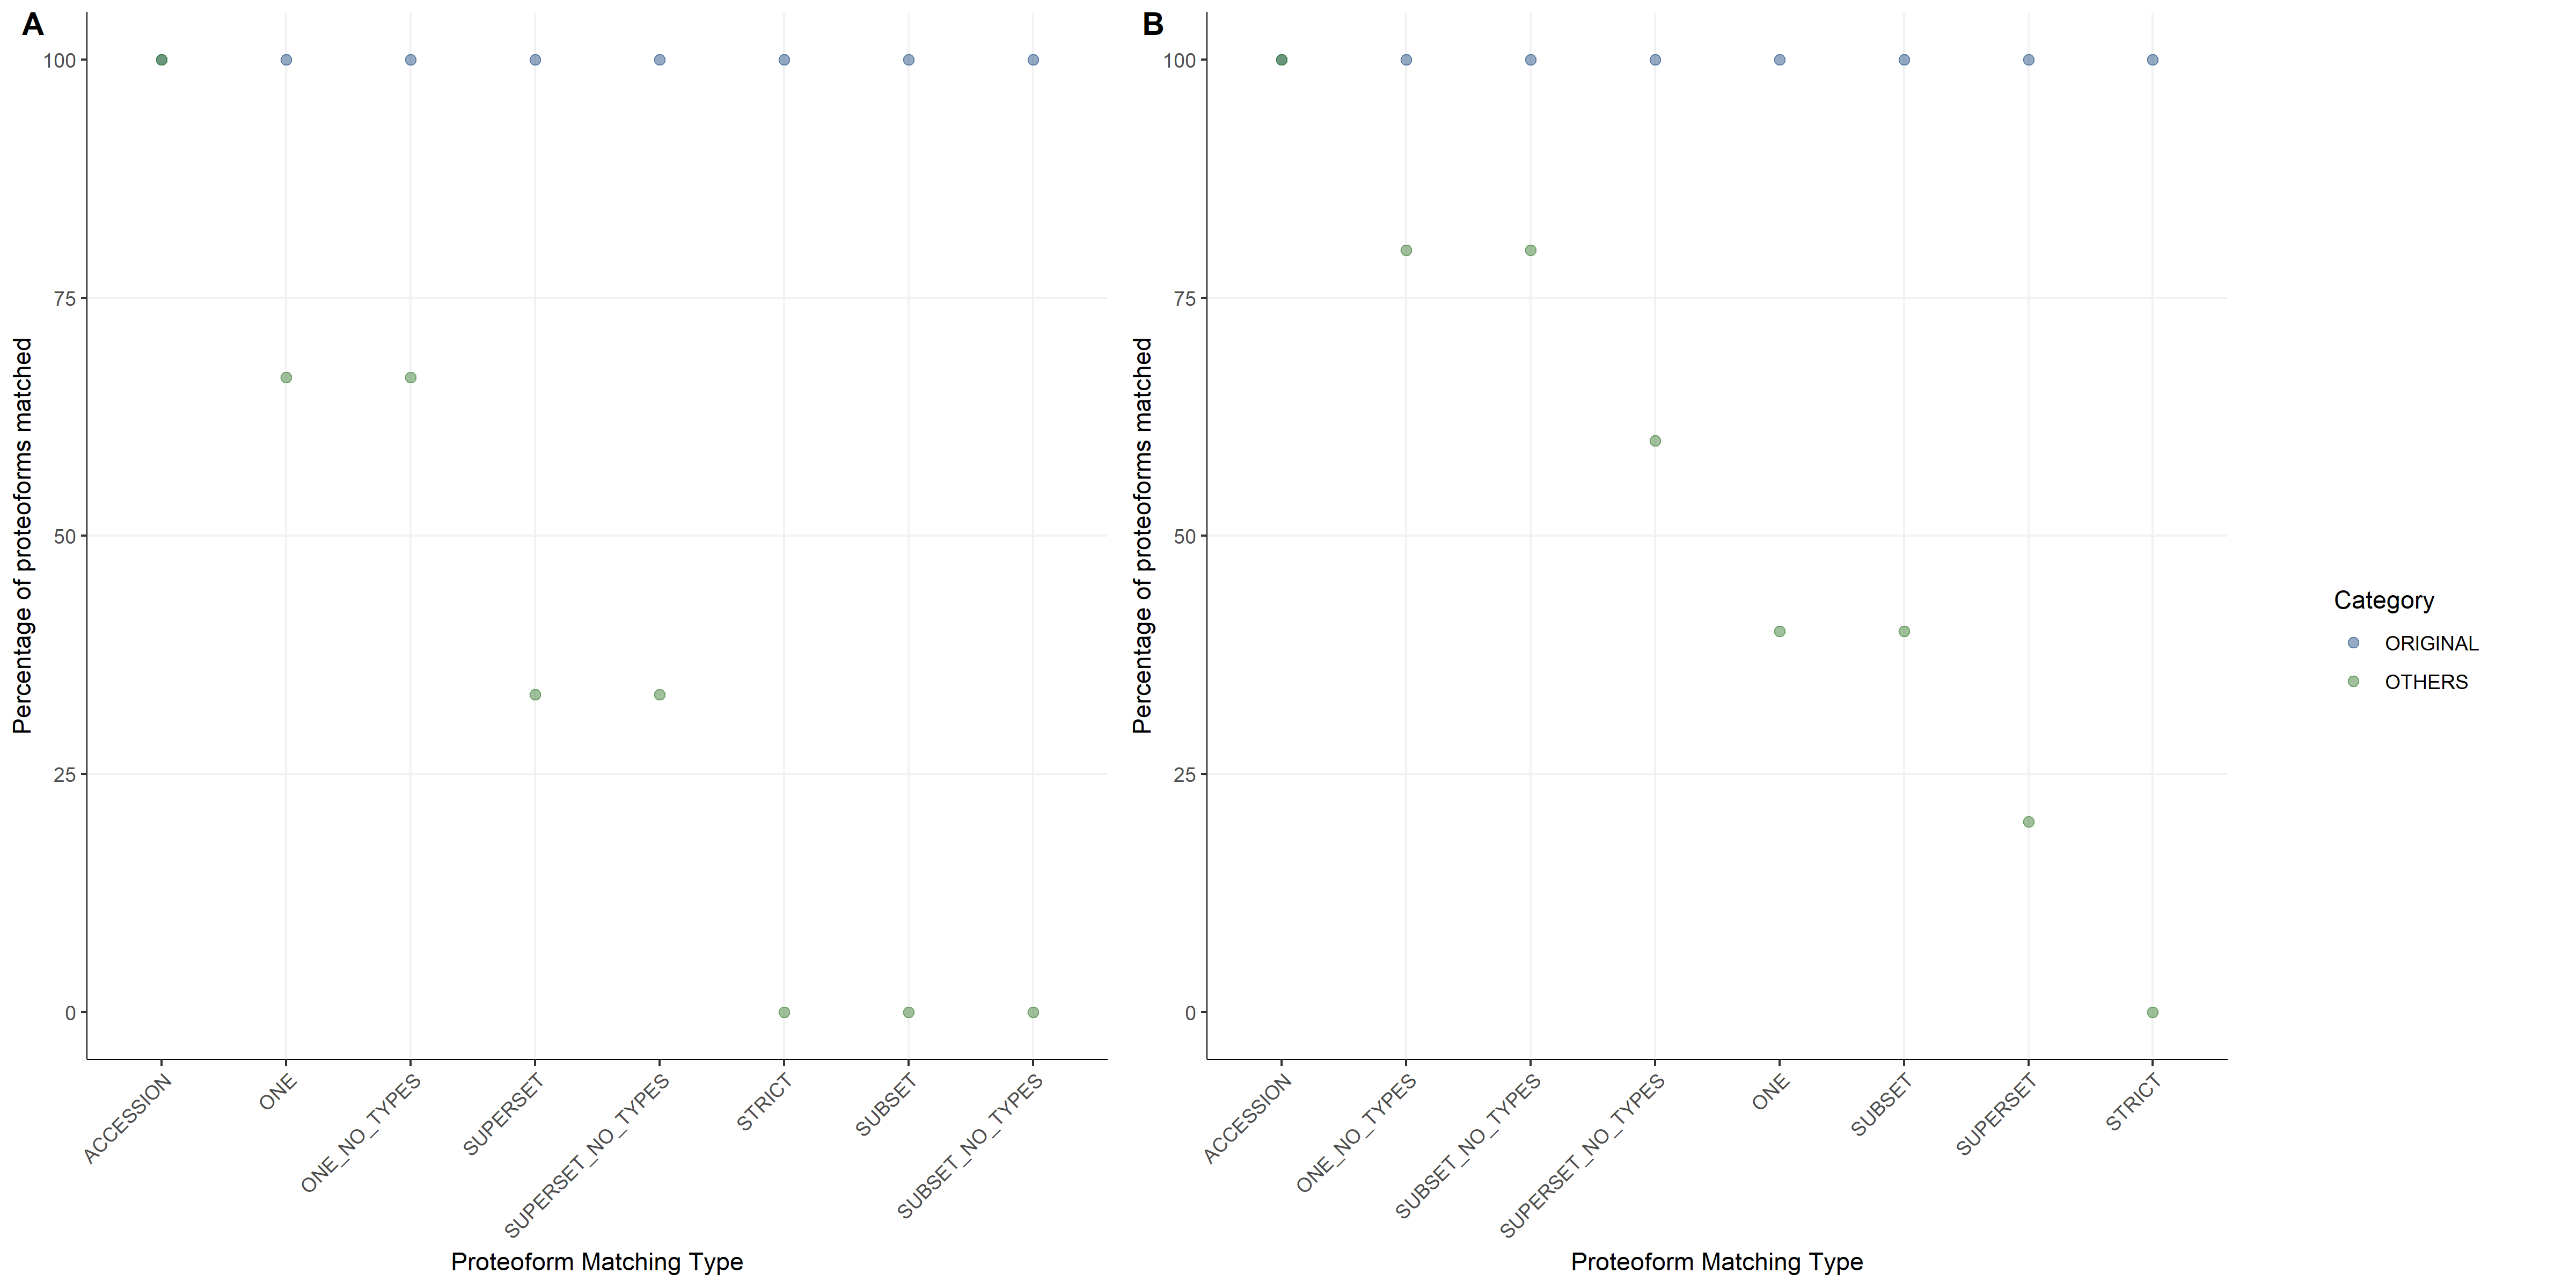 A
Percentage of proteoforms matched
100
75
50
25
0
ACCESSION
ONE
ONE_NO_TYPES
SUPERSET
SUPERSET_NO_TYPES
STRICT
SUBSET
SUBSET_NO_TYPES
Proteoform Matching Type
B
Percentage of proteoforms matched
100
75
50
25
0
ACCESSION
ONE_NO_TYPES
SUBSET_NO_TYPES
SUPERSET_NO_TYPES
ONE
SUBSET
SUPERSET
STRICT
Proteoform Matching Type
Category
ORIGINAL
OTHERS